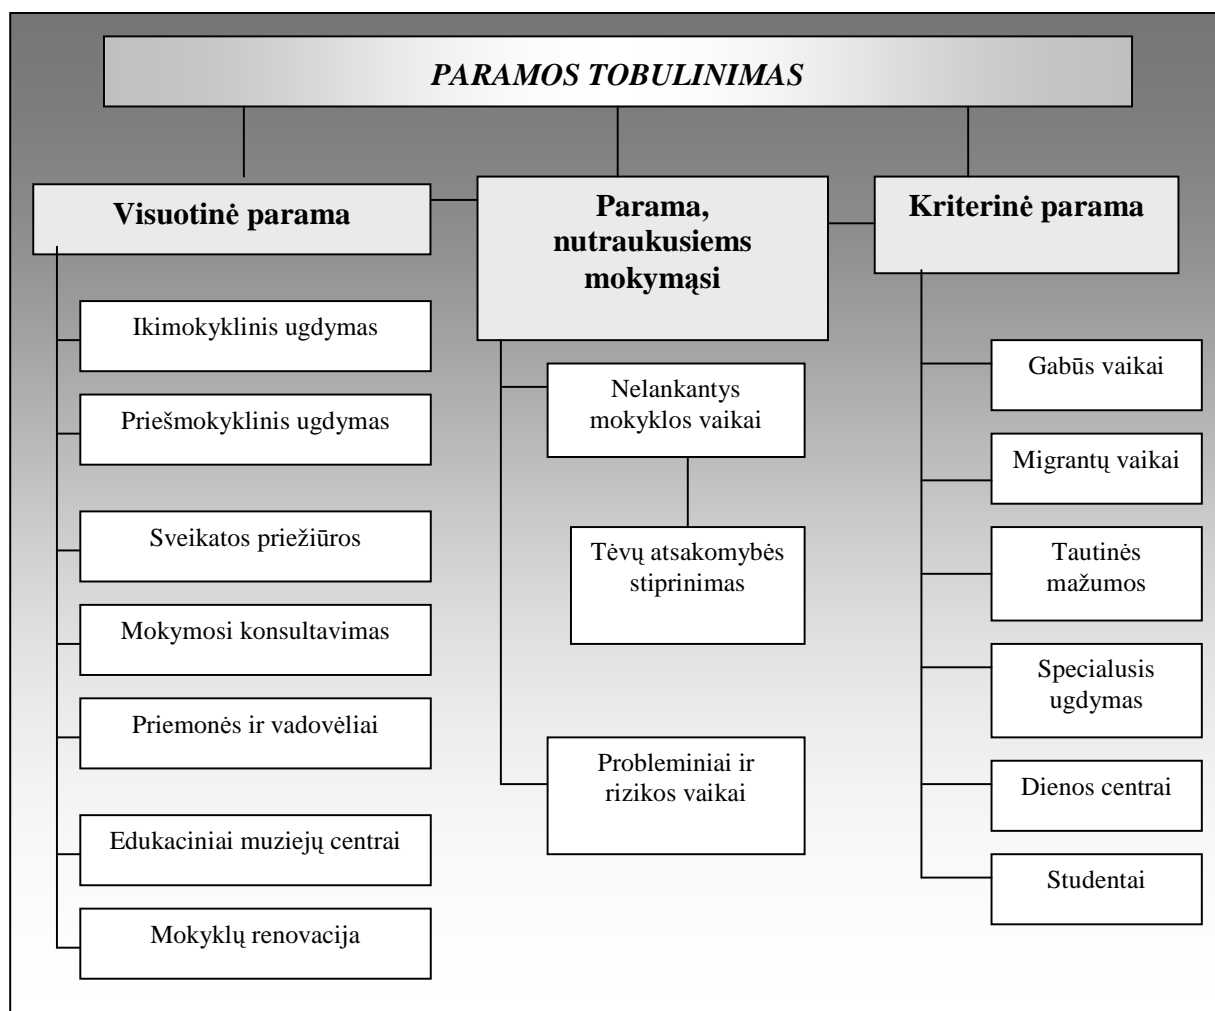 PARAMOS TOBULINIMAS
Visuotinė parama
Ikimokyklinis ugdymas
Priešmokyklinis ugdymas
Sveikatos priežiūros
Mokymosi konsultavimas
Priemonės ir vadovėliai
Edukaciniai muziejų centrai
Mokyklų renovacija
Parama,
nutraukusiems
mokymąsi
Nelankantys
mokyklos vaikai
Tėvų atsakomybės
stiprinimas
Probleminiai ir
rizikos vaikai
Kriterinė parama
Gabūs vaikai
Migrantų vaikai
Tautinės
mažumos
Specialusis
ugdymas
Dienos centrai
Studentai